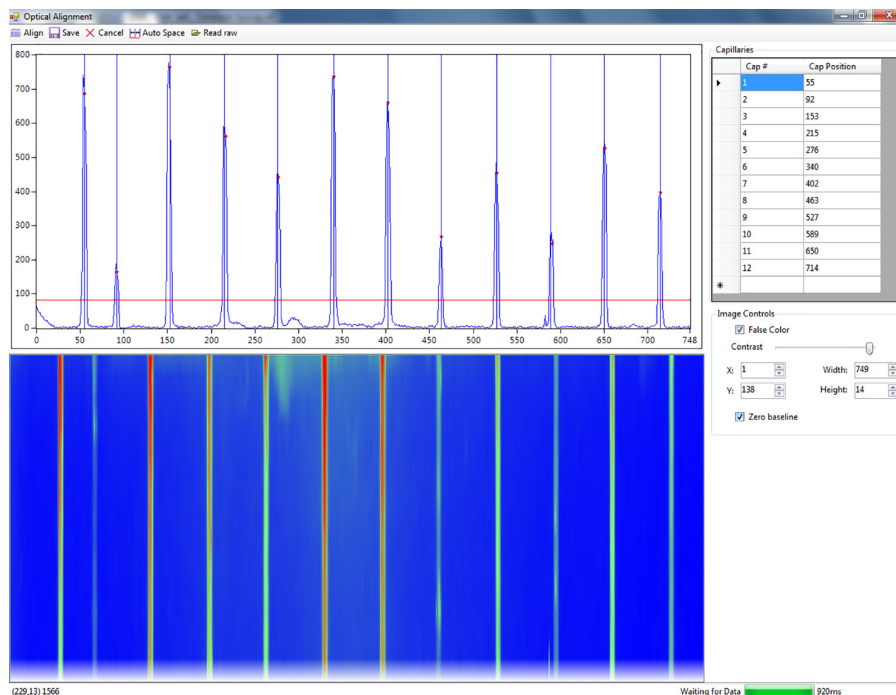 Optical Alignment
Align Save Cancel Auto Space Read raw
800
700
600
500
400
300
200
100
0
0 50 100 150 200 250 300 350 400 450 500 550 600 650 700 748
Capillaries
Cap # Cap Position
1 55
2 92
3 153
4 215
5 276
6 340
7 402
8 463
9 527
10 589
11 650
12 714
Image Controls
False Color
Contrast
X: 1 Width: 749
Y: 138 Height: 14
Zero baseline
(229,13) 1566
Waiting for Data 920ms